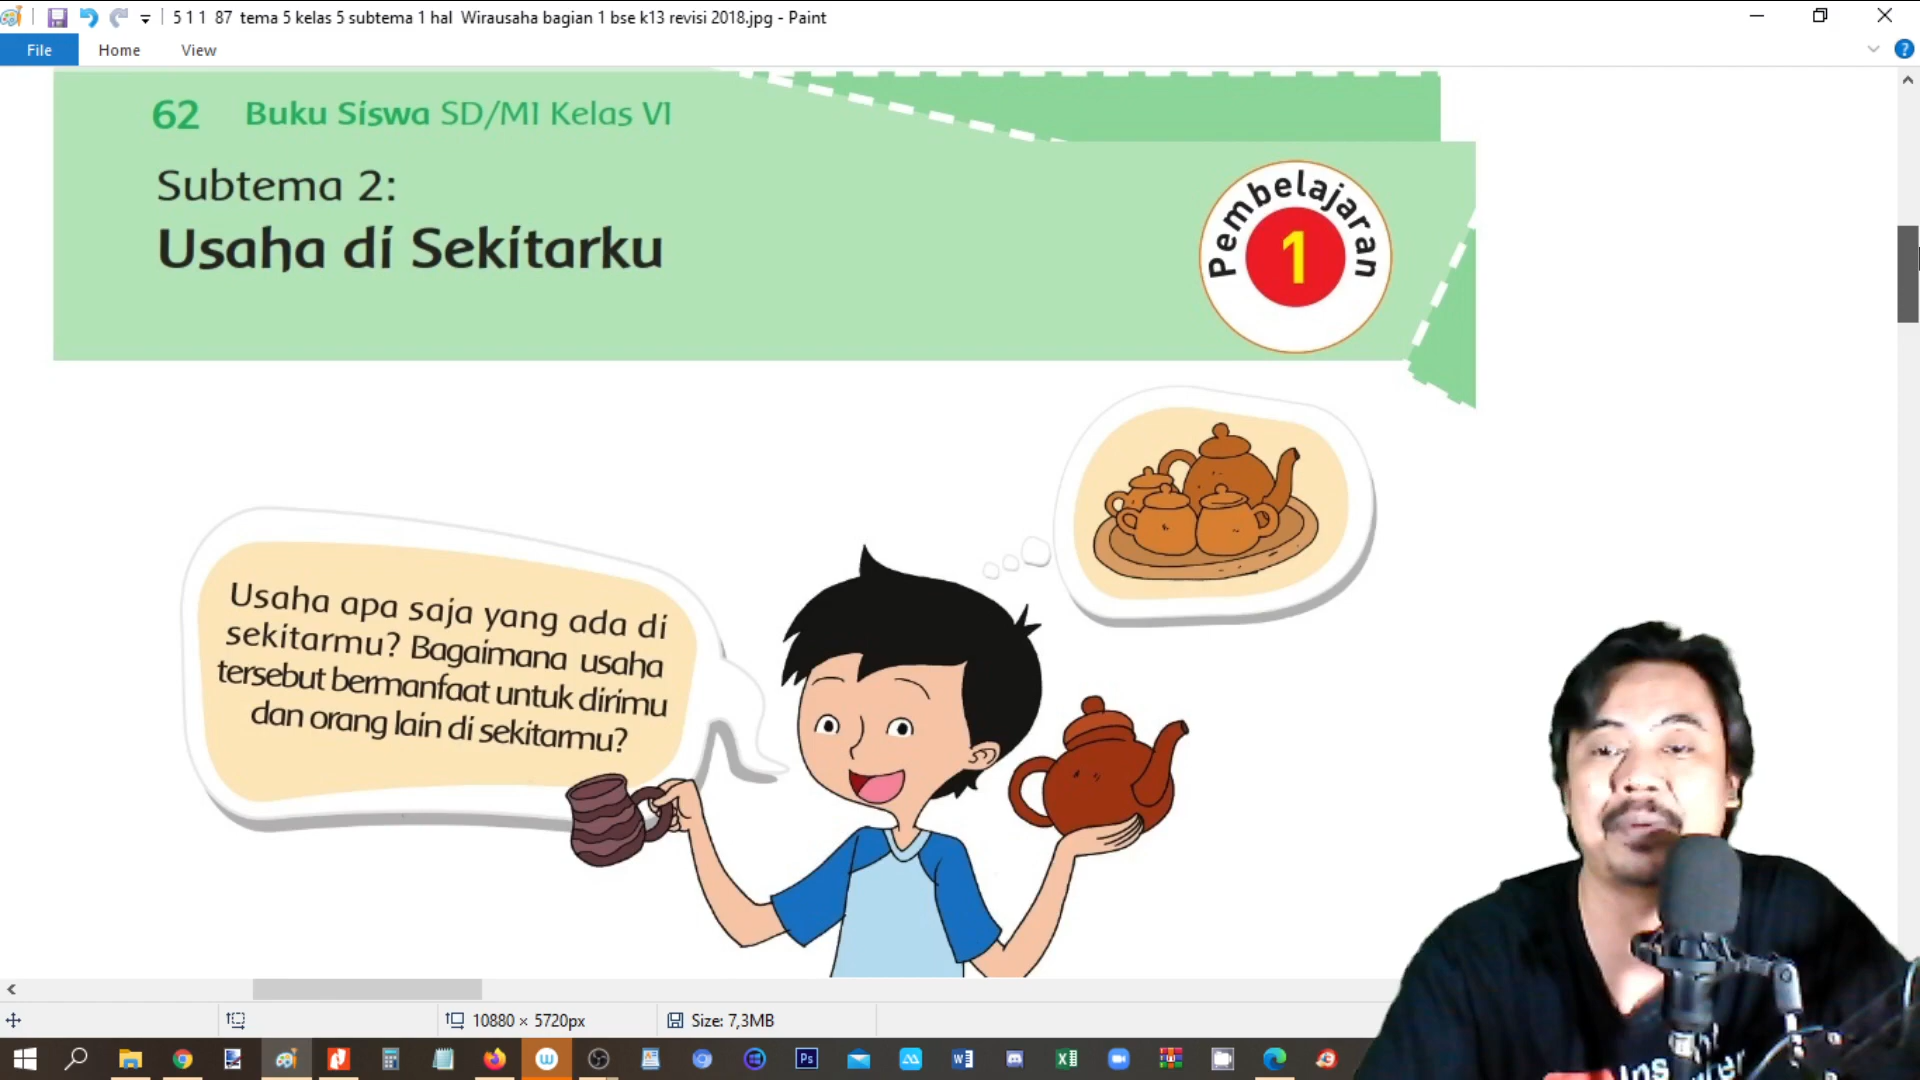 5 1 1  87  tema 5 kelas 5 subtema 1 hal  Wirausaha bagian 1 bse k13 revisi 2018.jpg - Paint
File Home View
62 Buku Siswa SD/MI Kelas VI
Subtema 2:
Usaha di Sekitarku
Pembelajaran
1
Usaha apa saja yang ada di
sekitarmu? Bagaimana usaha
tersebut bermanfaat untuk dirimu
dan orang lain di sekitarmu?
10880 × 5720px
Size: 7,3MB